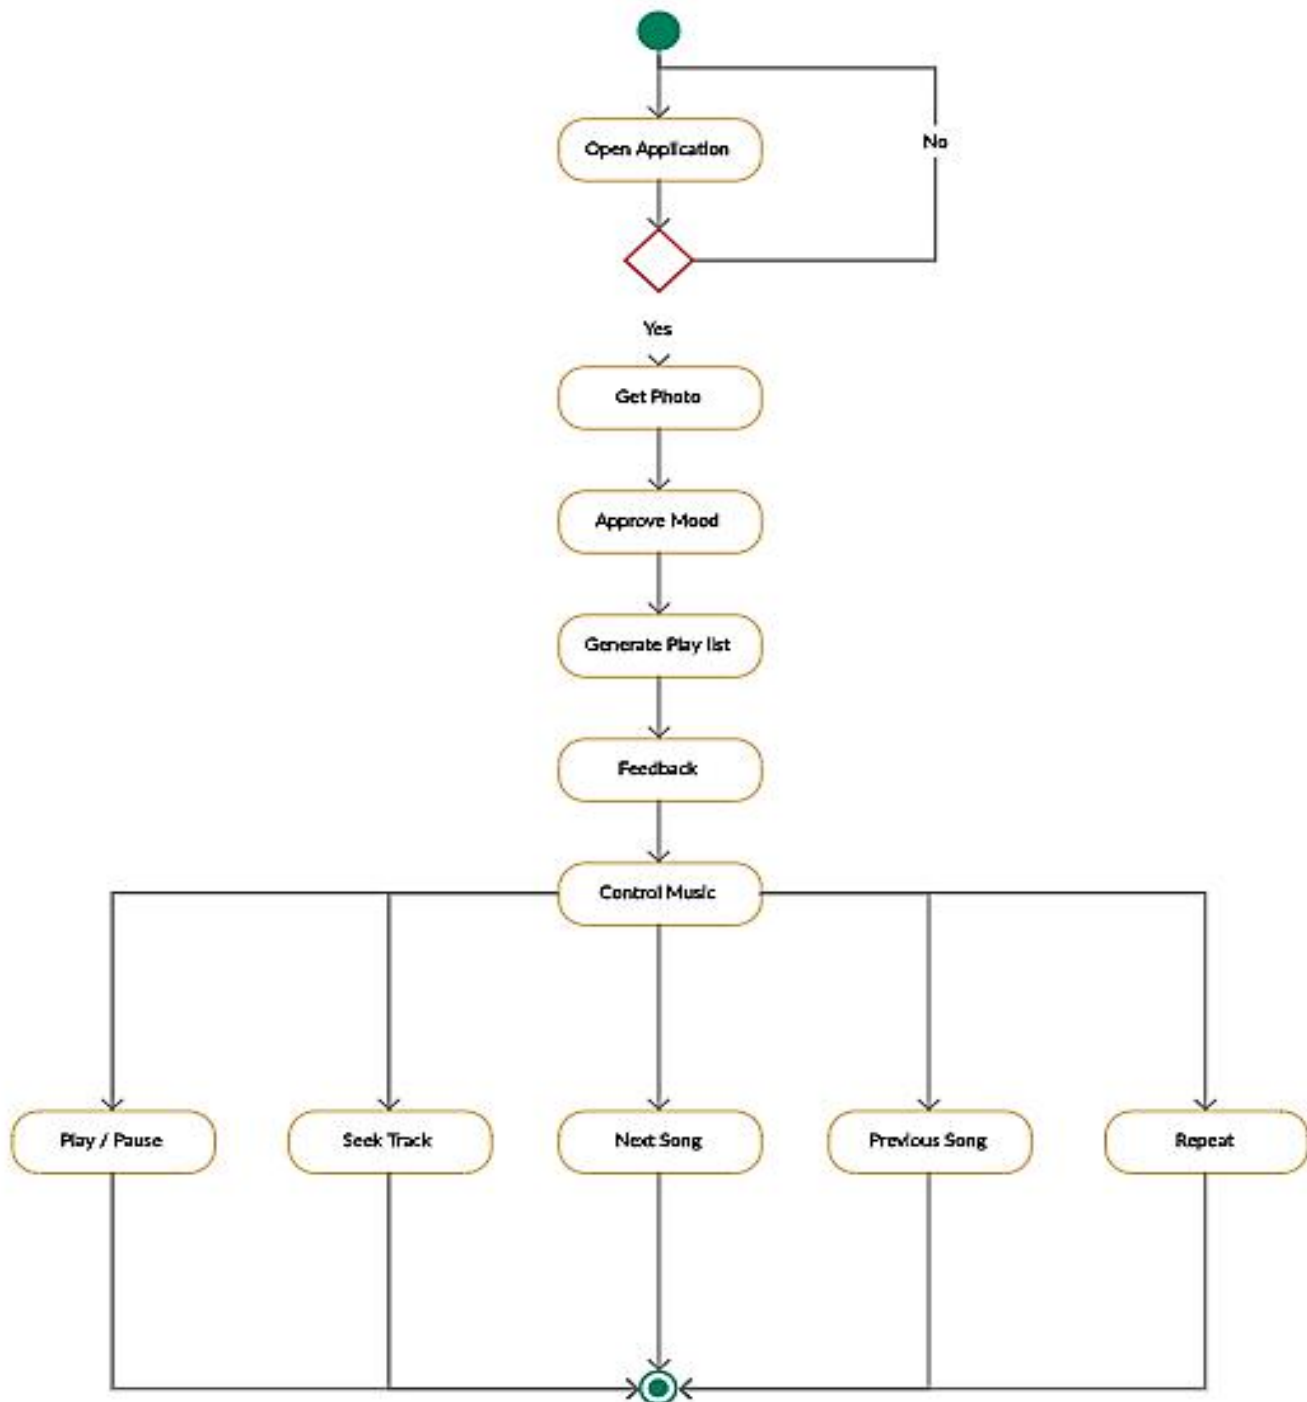 Open Application
No
Yes
Get Photo
Approve Mood
Generate Play list
Feedback
Control Music
Play / Pause
Seek Track
Next Song
Previous Song
Repeat